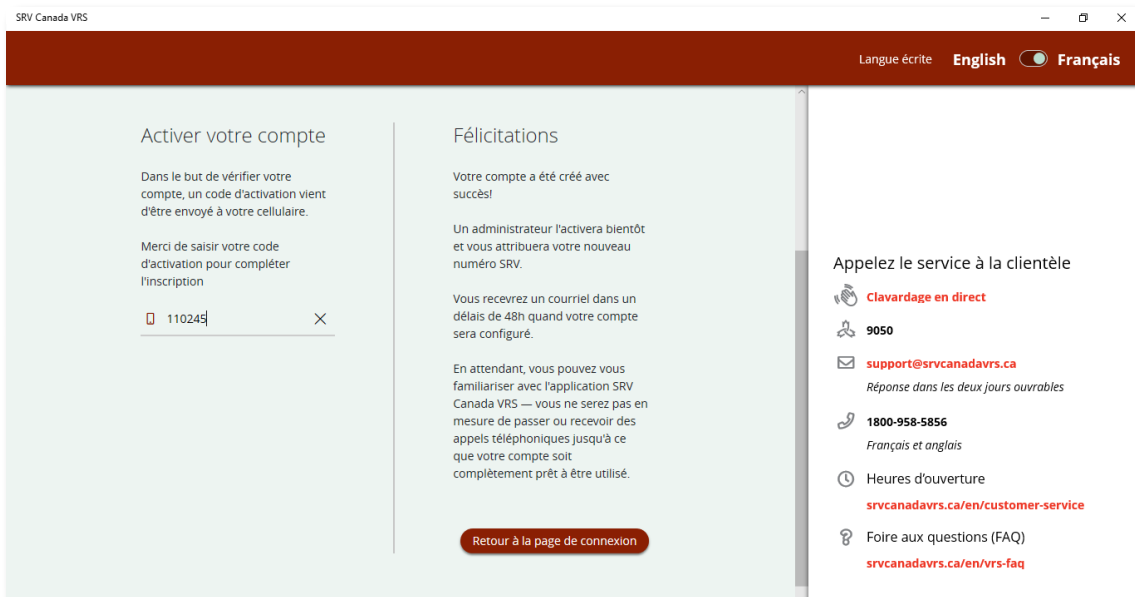 SRV Canada VRS
Langue écrite English Français
Activer votre compte
Dans le but de vérifier votre
compte, un code d'activation vient
d'être envoyé à votre cellulaire.
Merci de saisir votre code
d'activation pour compléter
l'inscription
110245
Félicitations
Votre compte a été créé avec
succès!
Un administrateur l'activera bientôt
et vous attribuera votre nouveau
numéro SRV.
Vous recevrez un courriel dans un
délais de 48h quand votre compte
sera configuré.
En attendant, vous pouvez vous
familiariser avec l'application SRV
Canada VRS — vous ne serez pas en
mesure de passer ou recevoir des
appels téléphoniques jusqu'à ce
que votre compte soit
complètement prêt à être utilisé.
Retour à la page de connexion
Appelez le service à la clientèle
Clavardage en direct
9050
support@srvcanadavrs.ca
Réponse dans les deux jours ouvrables
1800-958-5856
Français et anglais
Heures d'ouverture
srvcanadavrs.ca/en/customer-service
Foire aux questions (FAQ)
srvcanadavrs.ca/en/vrs-faq